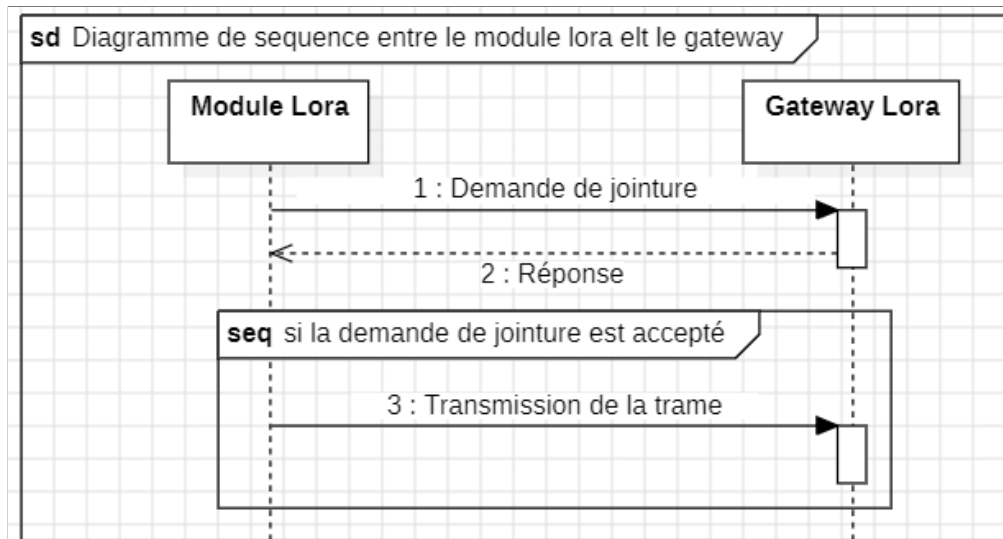 sd Diagramme de sequence entre le module lora elt le gateway
Module Lora
Gateway Lora
1 : Demande de jointure
2 : Réponse
seq si la demande de jointure est accepté
3 : Transmission de la trame